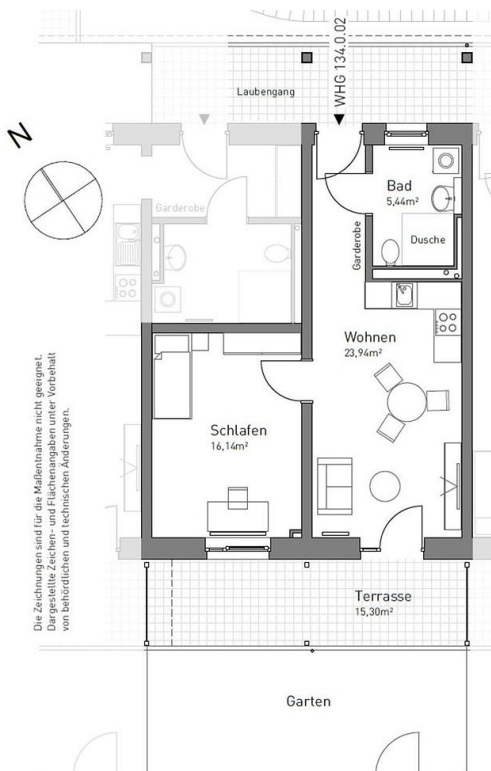 WHG 134.0.02
Laubengang
N
Bad
5,44m²
Garderobe
Garderobe
Dusche
Wohnen
23,94m²
Schlafen
16,14m²
Die Zeichnungen sind für die Maßentnahme nicht geeignet.
Dargestellte Zeichen- und Flächenangaben unter Vorbehalt
von behördlichen und technischen Änderungen.
Terrasse
15,30m²
Garten